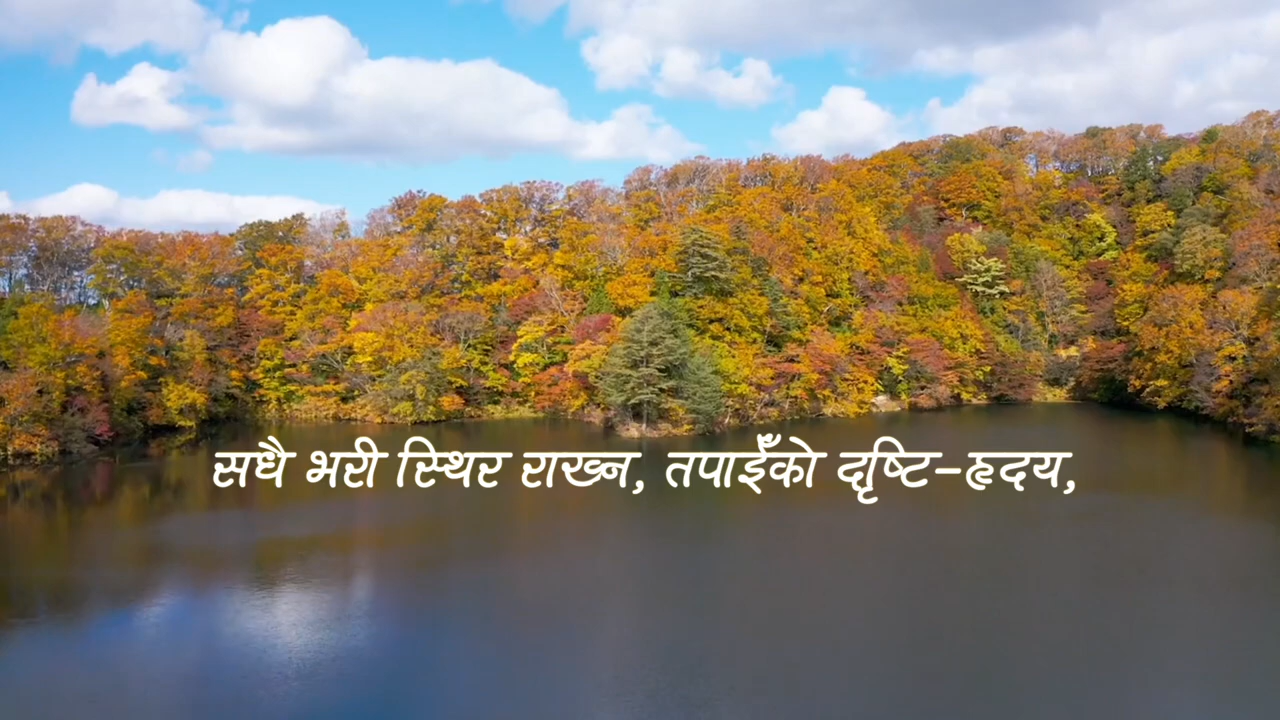 सधै भरी स्थिर राख्न, तपाईँको दृष्टि-हृदय,